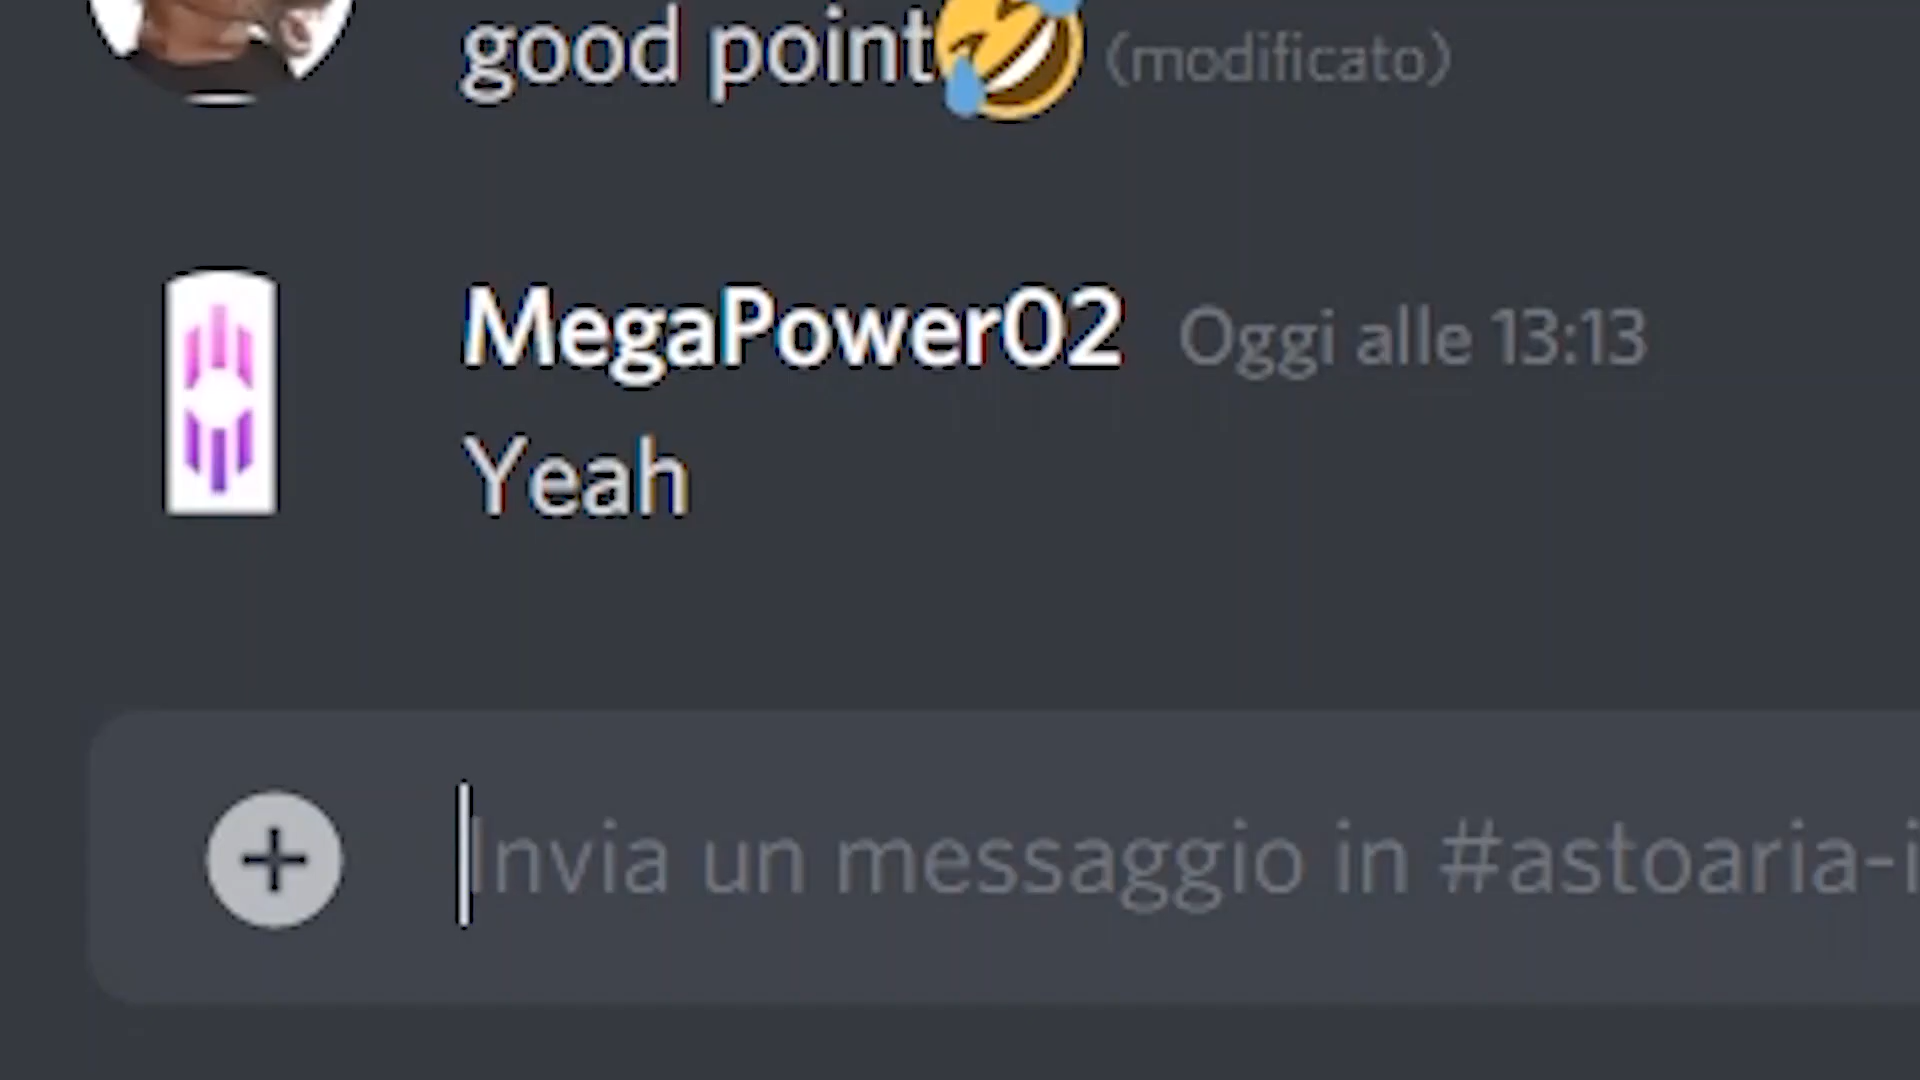 good point🤣 (modificato)
MegaPower02 Oggi alle 13:13
Yeah
Invia un messaggio in #astoaria-i